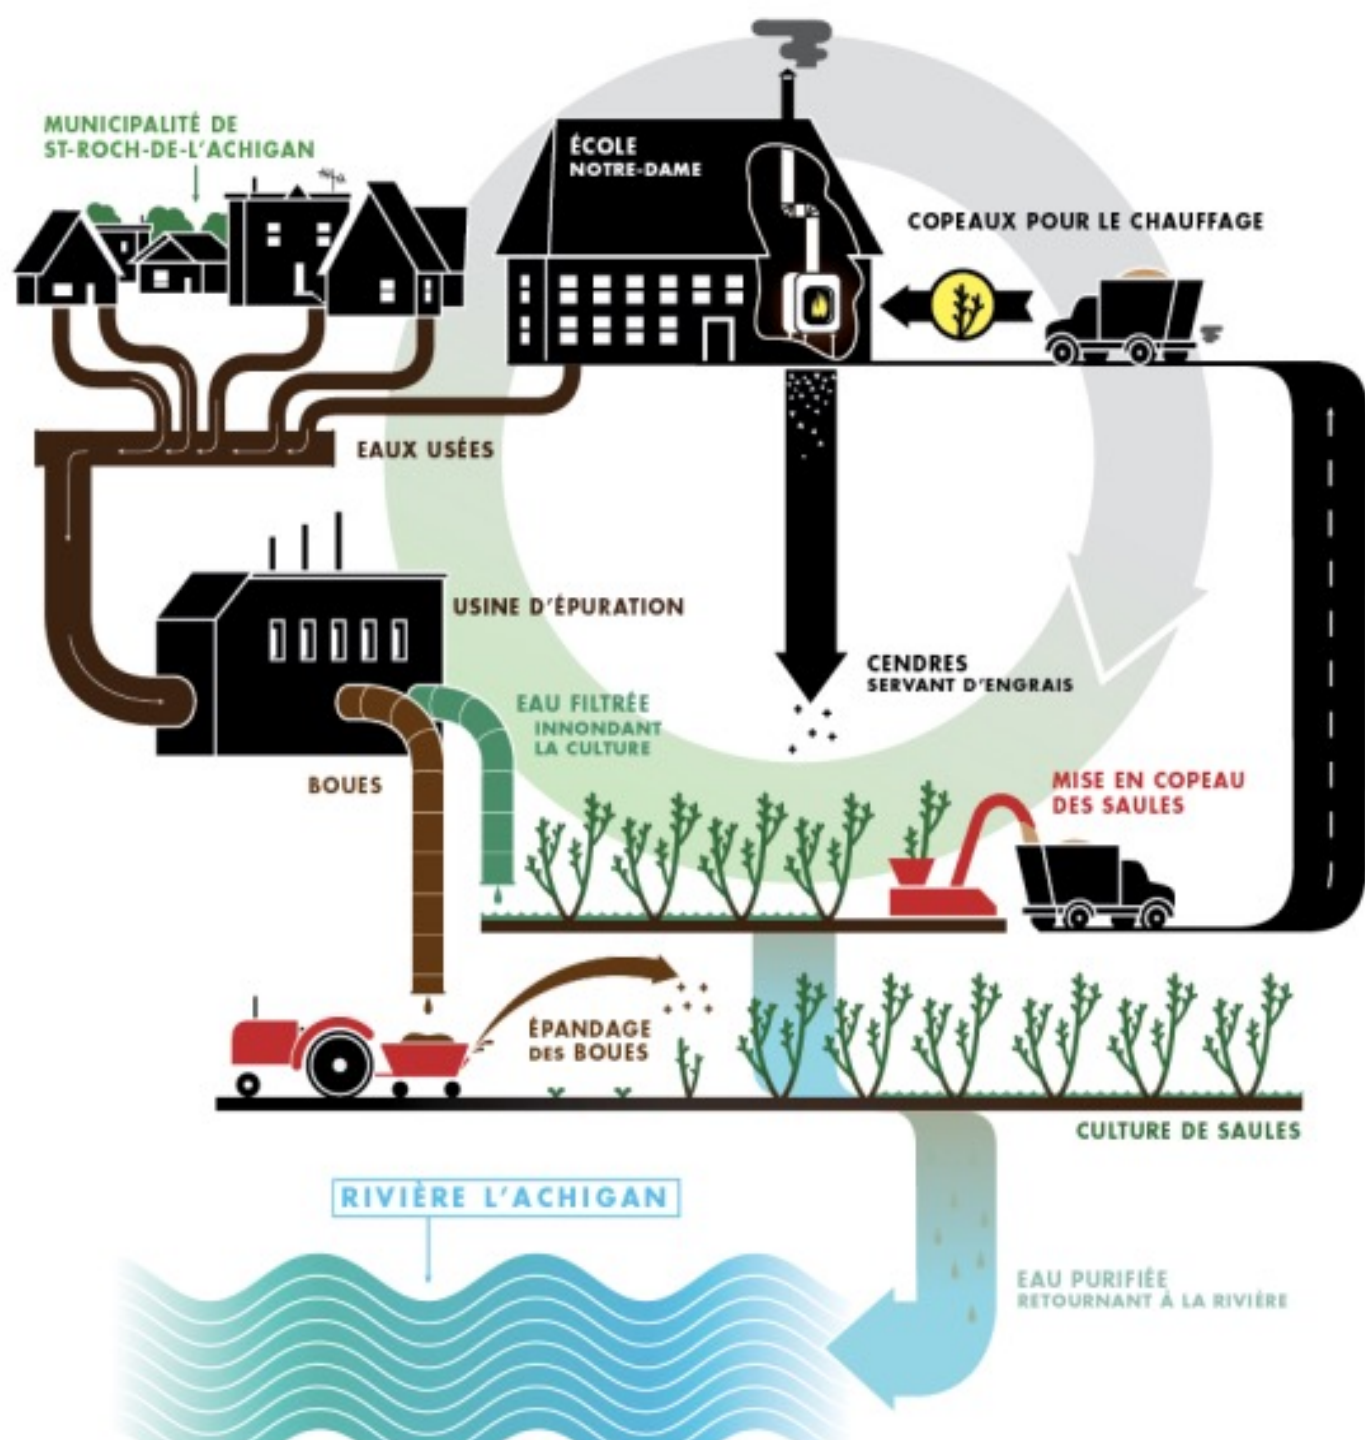 MUNICIPALITÉ DE
ST-ROCH-DE-L'ACHIGAN
ÉCOLE
NOTRE-DAME
COPEAUX POUR LE CHAUFFAGE
EAUX USÉES
USINE D'ÉPURATION
CENDRES
SERVANT D'ENGRAIS
EAU FILTRÉE
INNONDANT
LA CULTURE
BOUES
MISE EN COPEAU
DES SAULES
ÉPANDAGE
DES BOUES
CULTURE DE SAULES
RIVIÈRE L'ACHIGAN
EAU PURIFIÉE
RETOURNANT À LA RIVIÈRE